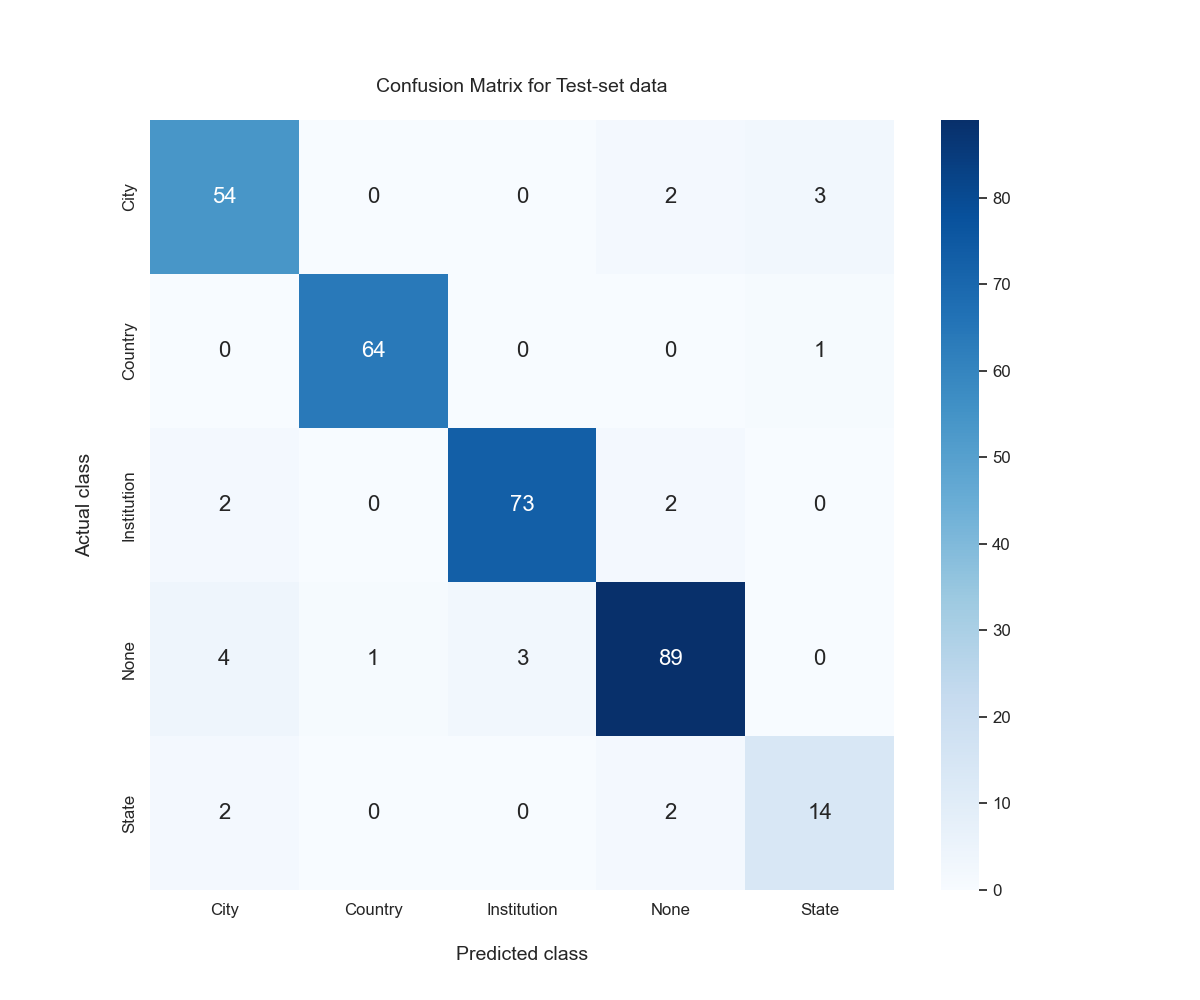 Confusion Matrix for Test-set data
City 54 0 0 2 3
Country 0 64 0 0 1
Institution 2 0 73 2 0
None 4 1 3 89 0
State 2 0 0 2 14
City Country Institution None State
Predicted class
Actual class
80
70
60
50
40
30
20
10
0